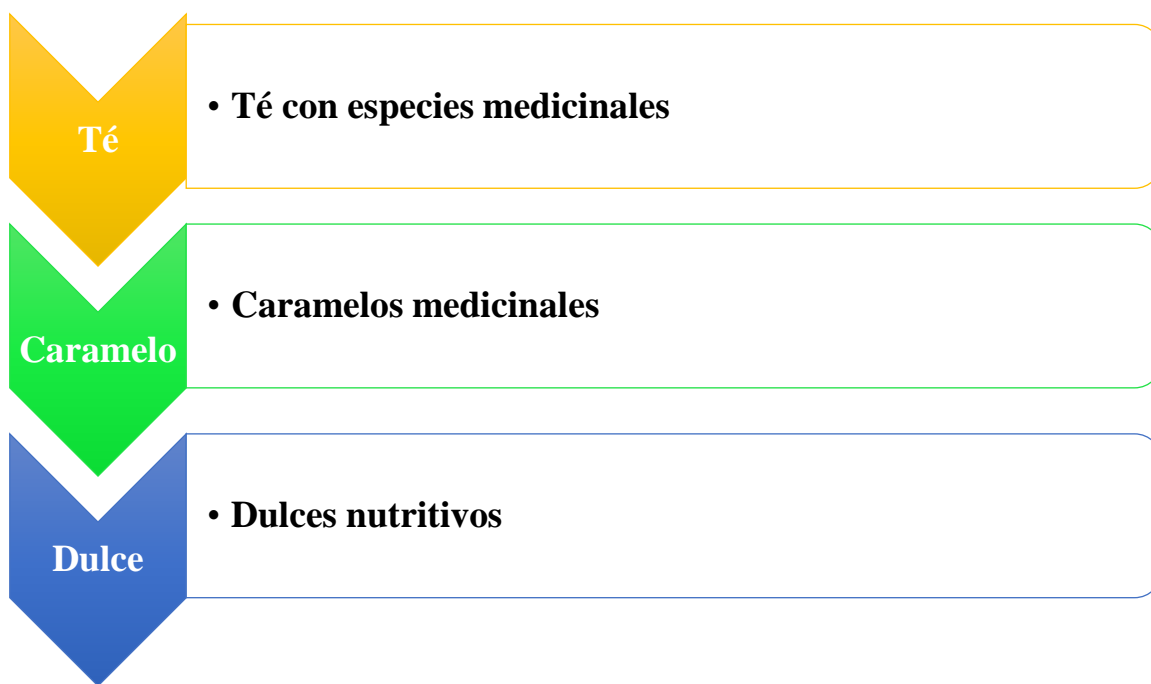 Té
• Té con especies medicinales
Caramelo
• Caramelos medicinales
Dulce
• Dulces nutritivos